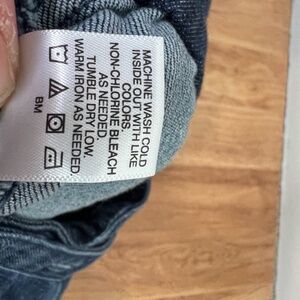 MACHINE WASH COLD
INSIDE OUT WITH LIKE
COLORS.
NON-CHLORINE BLEACH
AS NEEDED.
TUMBLE DRY LOW.
WARM IRON AS NEEDED
BM